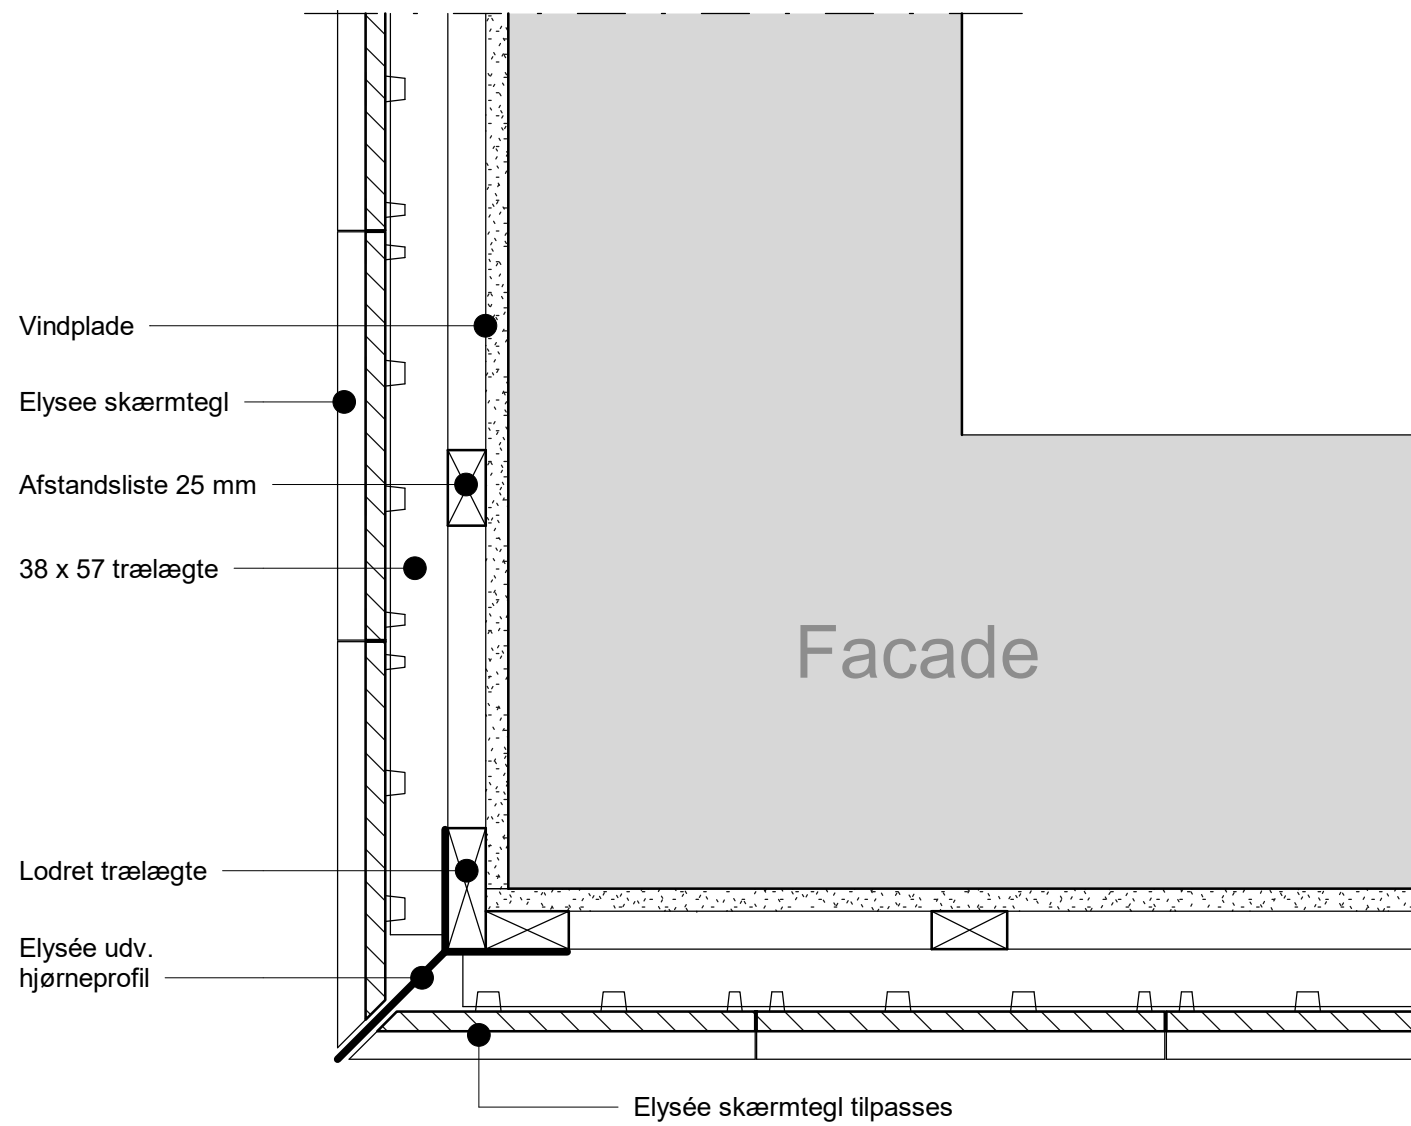 Vindplade
Elysee skærmtegl
Afstandsliste 25 mm
38 x 57 trælægte
Facade
Lodret trælægte
Elysée udv.
hjørneprofil
Elysée skærmtegl tilpasses